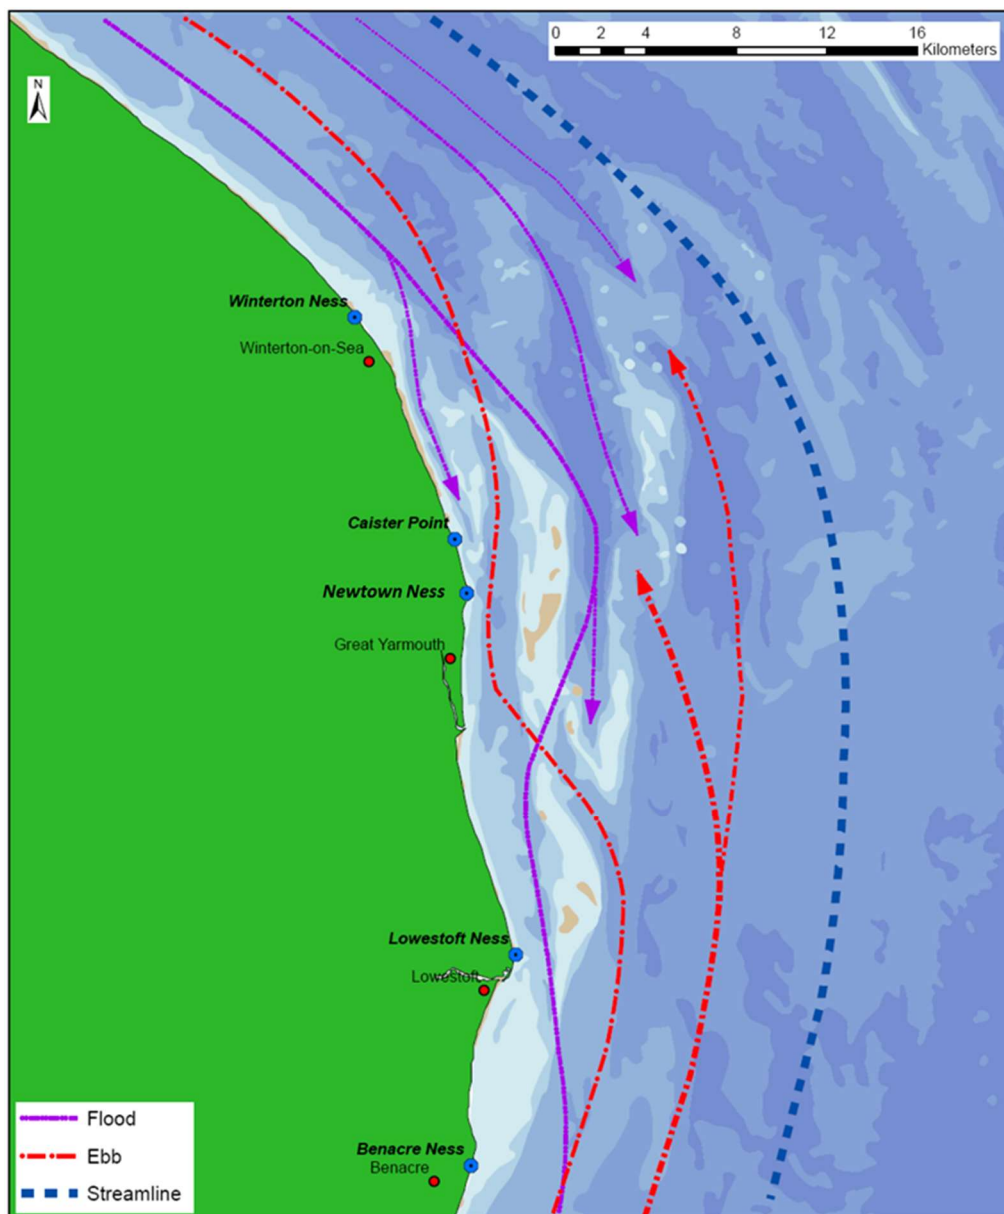 0 2 4 8 12 16
Kilometers
N
Winterton Ness
Winterton-on-Sea
Caister Point
Newtown Ness
Great Yarmouth
Lowestoft Ness
Lowestoft
Benacre Ness
Benacre
Flood
Ebb
Streamline